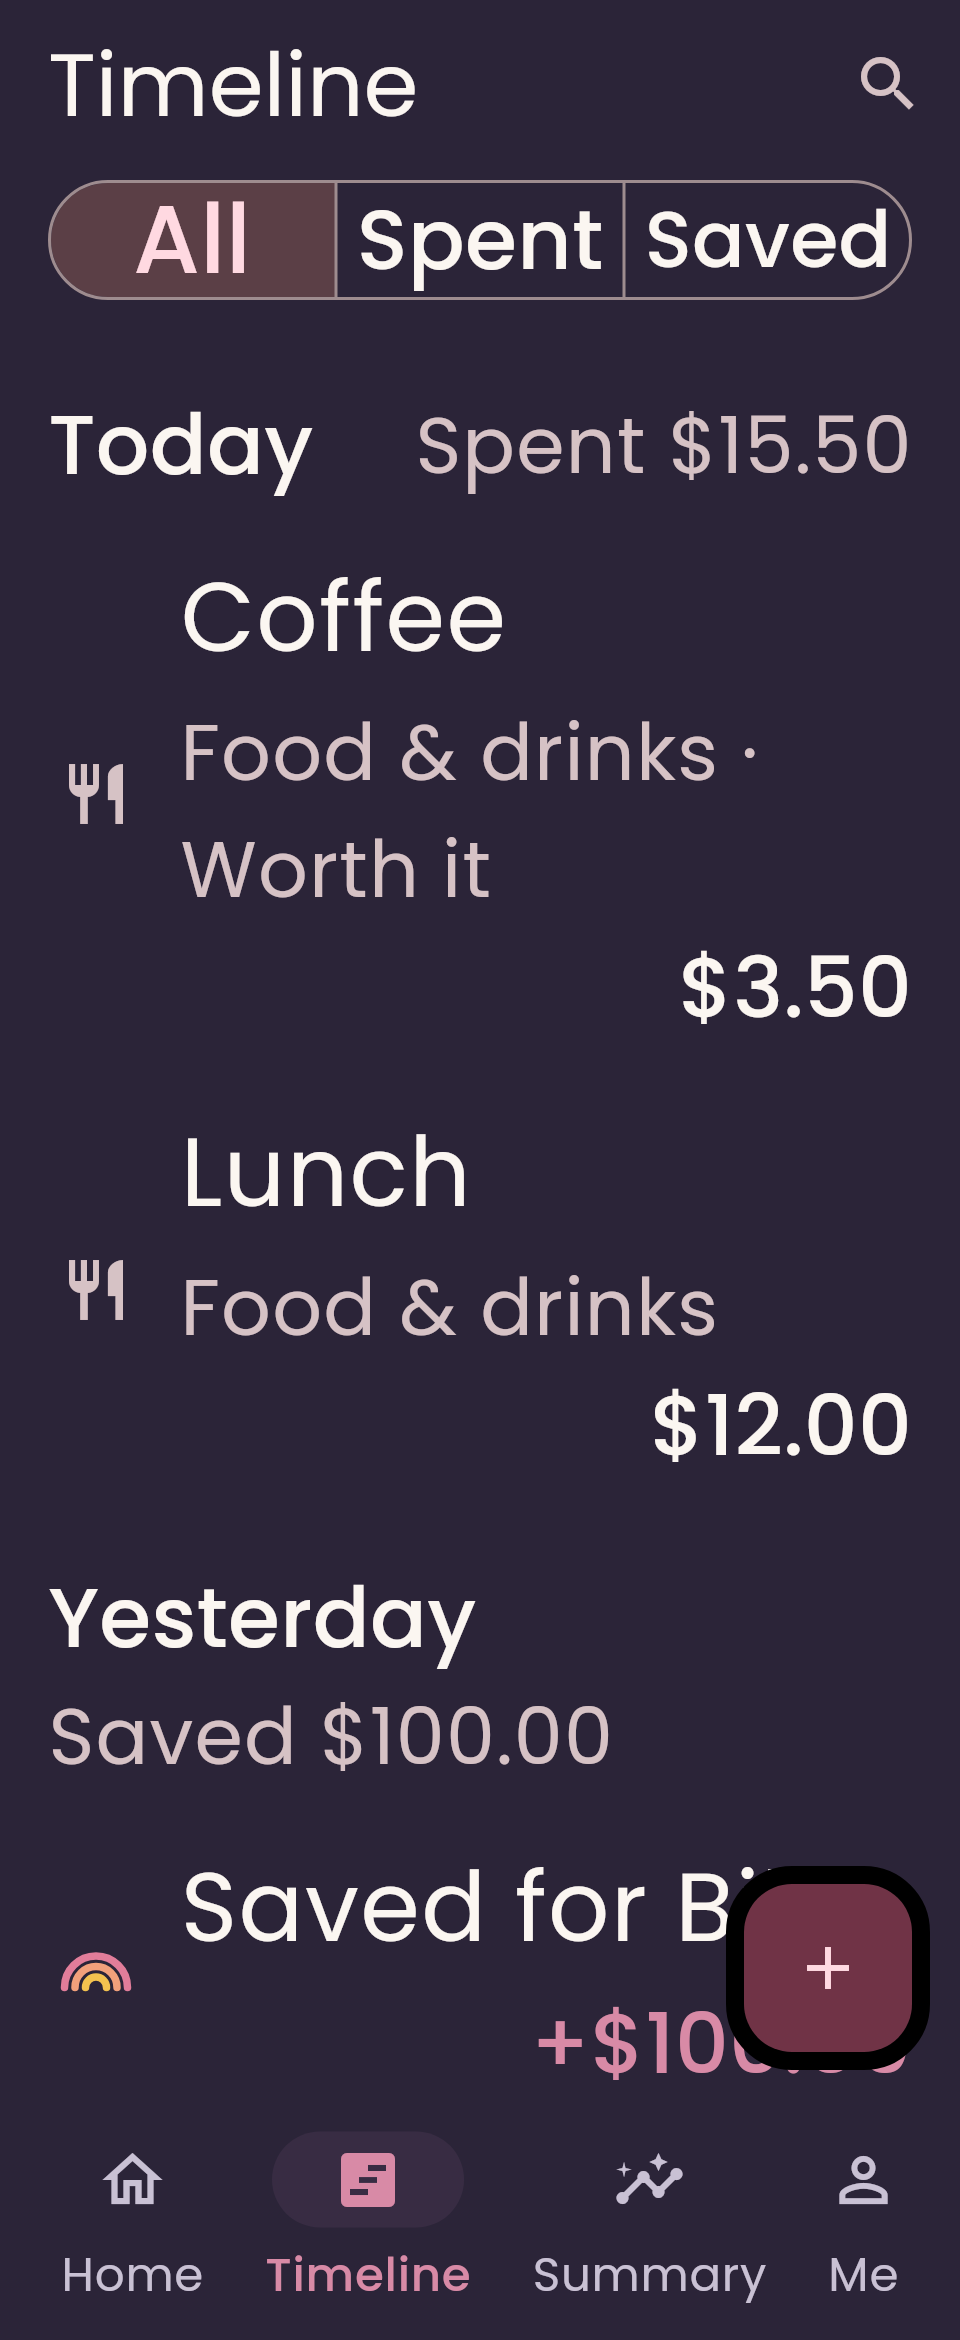 Timeline
All Spent Saved
Today Spent $15.50
Coffee
Food & drinks ·
Worth it
$3.50
Lunch
Food & drinks
$12.00
Yesterday
Saved $100.00
Saved for
Home Timeline Summary Me